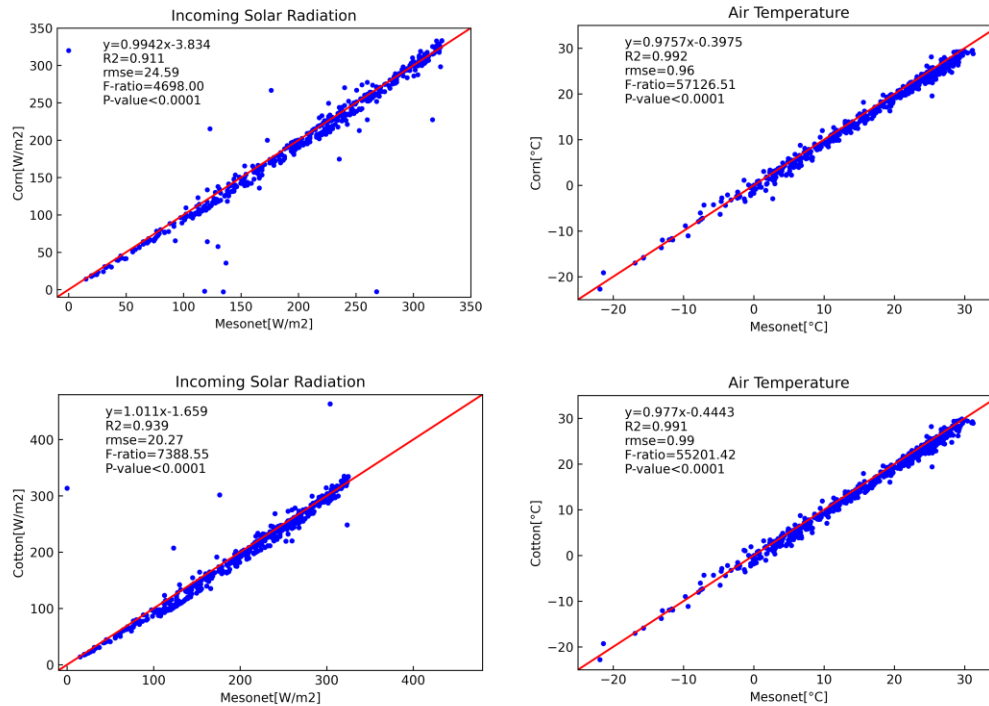 Incoming Solar Radiation
y=0.9942x-3.834
R2=0.911
rmse=24.59
F-ratio=4698.00
P-value<0.0001
Corn[W/m2]
350
300
250
200
150
100
50
0
0 50 100 150 200 250 300 350
Mesonet[W/m2]
Air Temperature
y=0.9757x-0.3975
R2=0.992
rmse=0.96
F-ratio=57126.51
P-value<0.0001
Corn[°C]
30
20
10
0
−10
−20
−20 −10 0 10 20 30
Mesonet[°C]
Incoming Solar Radiation
y=1.011x-1.659
R2=0.939
rmse=20.27
F-ratio=7388.55
P-value<0.0001
Cotton[W/m2]
400
300
200
100
0
0 100 200 300 400
Mesonet[W/m2]
Air Temperature
y=0.977x-0.4443
R2=0.991
rmse=0.99
F-ratio=55201.42
P-value<0.0001
Cotton[°C]
30
20
10
0
−10
−20
−20 −10 0 10 20 30
Mesonet[°C]